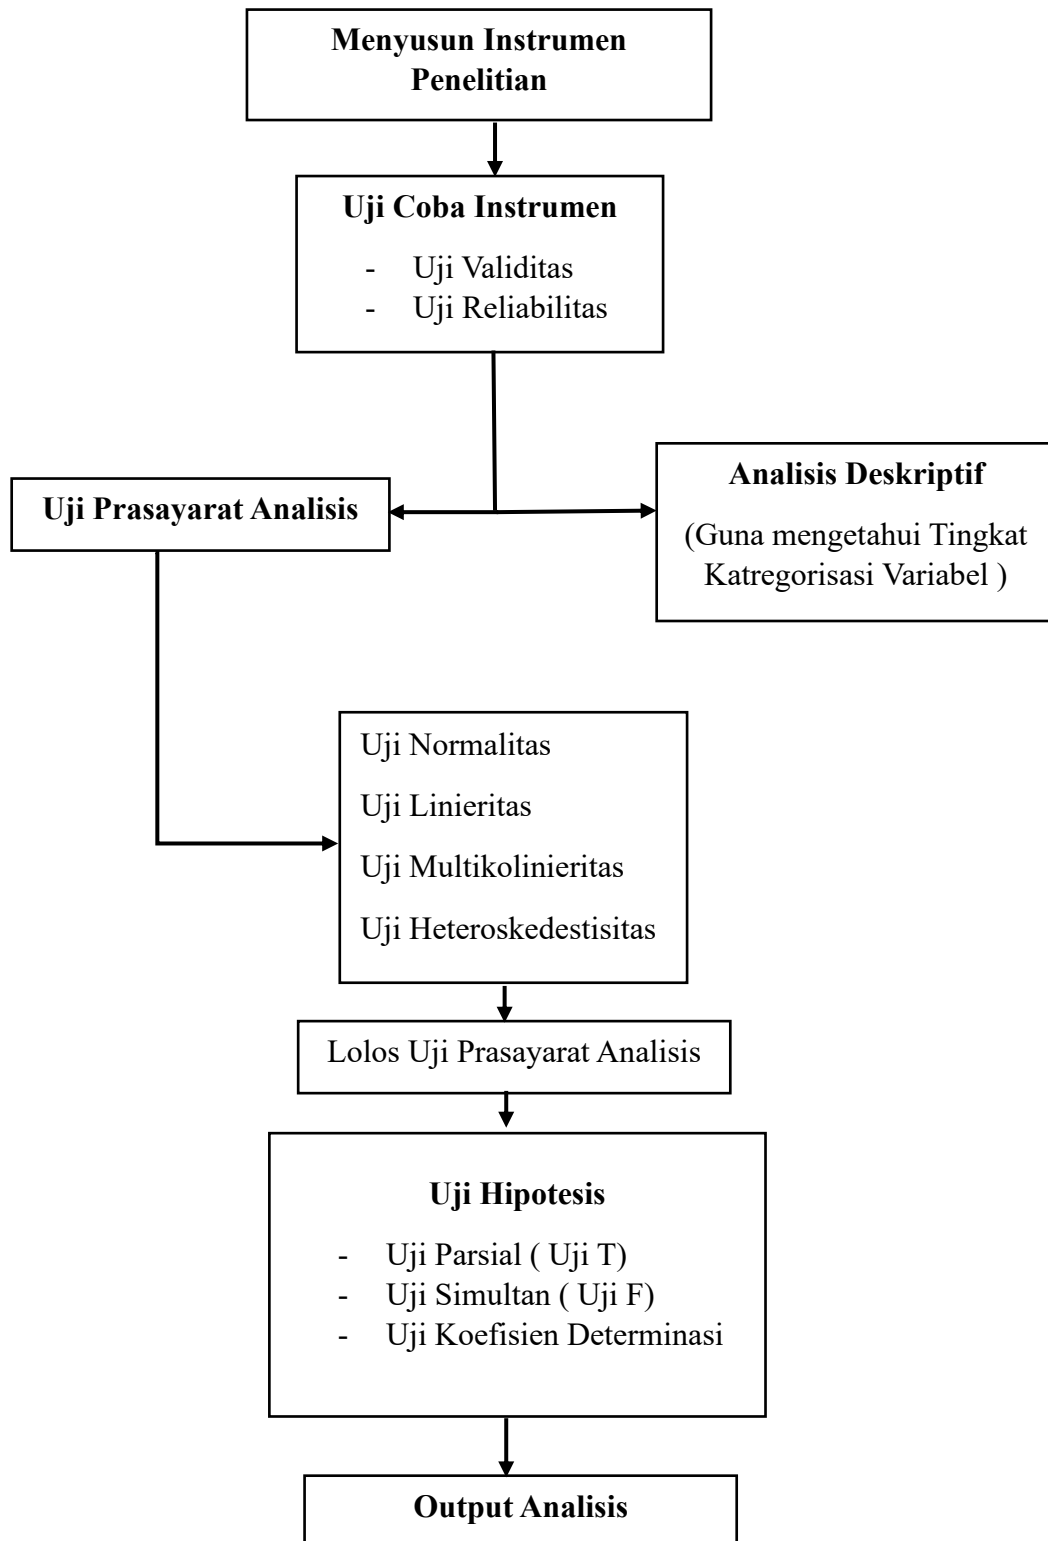 Menyusun Instrumen
Penelitian
Uji Coba Instrumen
- Uji Validitas
- Uji Reliabilitas
Uji Prasayarat Analisis
Analisis Deskriptif
(Guna mengetahui Tingkat
Katregorisasi Variabel )
Uji Normalitas
Uji Linieritas
Uji Multikolinieritas
Uji Heteroskedestisitas
Lolos Uji Prasayarat Analisis
Uji Hipotesis
- Uji Parsial ( Uji T)
- Uji Simultan ( Uji F)
- Uji Koefisien Determinasi
Output Analisis